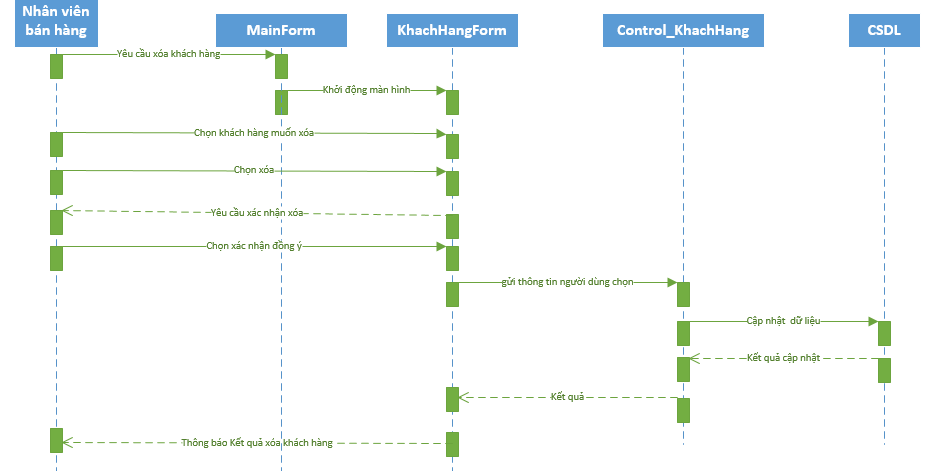 Nhân viên
bán hàng
MainForm
KhachHangForm
Control_KhachHang
CSDL
Yêu cầu xóa khách hàng
Khởi động màn hình
Chọn khách hàng muốn xóa
Chọn xóa
Yêu cầu xác nhận xóa
Chọn xác nhận đồng ý
gửi thông tin người dùng chọn
Cập nhật dữ liệu
Kết quả cập nhật
Kết quả
Thông báo Kết quả xóa khách hàng